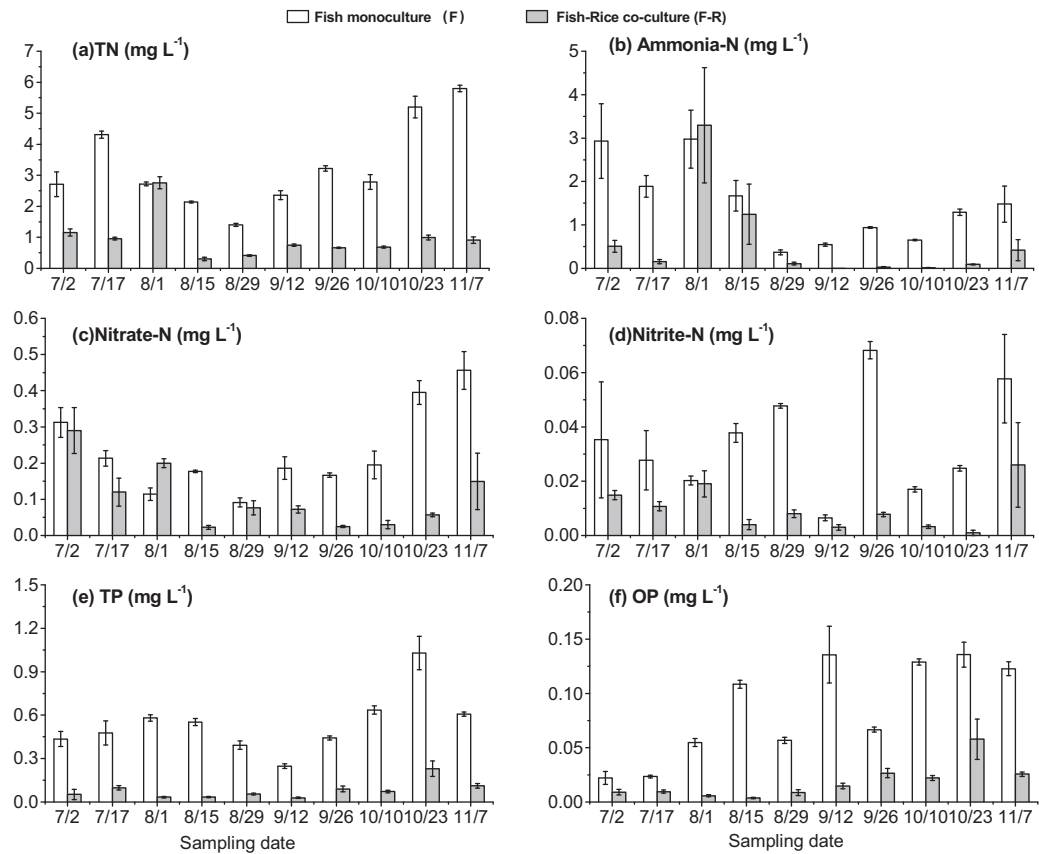 Fish monoculture (F) Fish-Rice co-culture (F-R)
(a)TN (mg L⁻¹)
7
6
5
4
3
2
1
0
7/2 7/17 8/1 8/15 8/29 9/12 9/26 10/10 10/23 11/7
(b) Ammonia-N (mg L⁻¹)
5
4
3
2
1
0
7/2 7/17 8/1 8/15 8/29 9/12 9/26 10/10 10/23 11/7
(c)Nitrate-N (mg L⁻¹)
0.6
0.5
0.4
0.3
0.2
0.1
0.0
7/2 7/17 8/1 8/15 8/29 9/12 9/26 10/10 10/23 11/7
(d)Nitrite-N (mg L⁻¹)
0.08
0.06
0.04
0.02
0.00
7/2 7/17 8/1 8/15 8/29 9/12 9/26 10/10 10/23 11/7
(e) TP (mg L⁻¹)
1.5
1.2
0.9
0.6
0.3
0.0
7/2 7/17 8/1 8/15 8/29 9/12 9/26 10/10 10/23 11/7
Sampling date
(f) OP (mg L⁻¹)
0.20
0.15
0.10
0.05
0.00
7/2 7/17 8/1 8/15 8/29 9/12 9/26 10/10 10/23 11/7
Sampling date